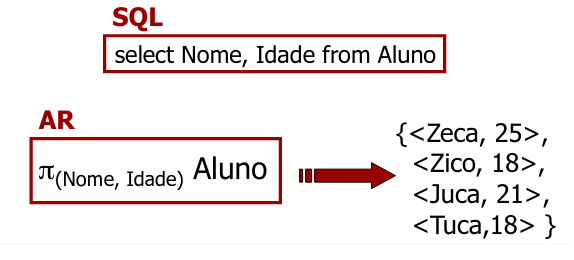 SQL
select Nome, Idade from Aluno
AR
π(Nome, Idade) Aluno
{<Zeca, 25>,
<Zico, 18>,
<Juca, 21>,
<Tuca,18> }